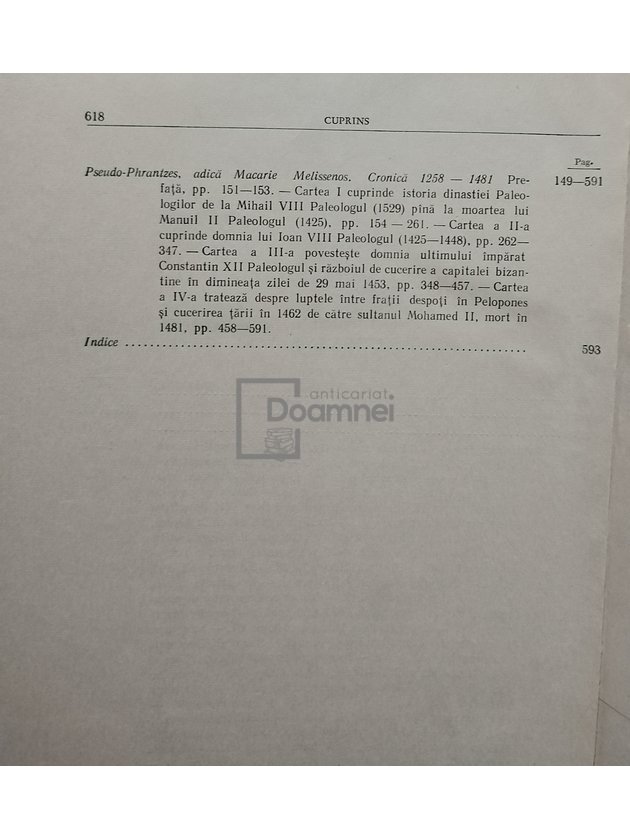 618
CUPRINS
Pag.
Pseudo-Phrantzes, adică Macarie Melissenos, Cronică 1258 — 1481 Pre- 149—591
față, pp. 151—153. — Cartea I cuprinde istoria dinastiei Paleo-
logilor de la Mihail VIII Paleologul (1529) pînă la moartea lui
Manuil II Paleologul (1425), pp. 154 — 261. — Cartea a II-a
cuprinde domnia lui Ioan VIII Paleologul (1425—1448), pp. 262—
347. — Cartea a III-a povestește domnia ultimului împărat
Constantin XII Paleologul și războiul de cucerire a capitalei bizan-
tine în dimineața zilei de 29 mai 1453, pp. 348—457. — Cartea
a IV-a tratează despre luptele între frații despoți în Pelopones
și cucerirea țării în 1462 de către sultanul Mohamed II, mort în
1481, pp. 458—591.
Indice ........................................................... 593
anticariat
Doamnei